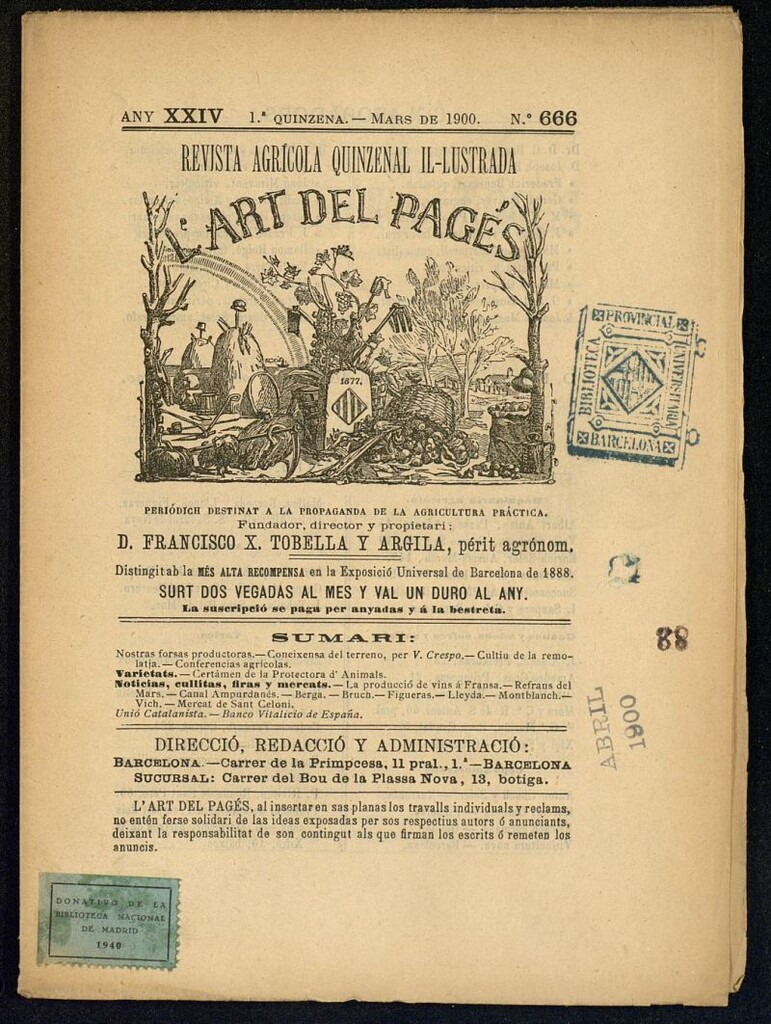 ANY XXIV 1.ª QUINZENA. — MARS DE 1900. N.º 666
REVISTA AGRÍCOLA QUINZENAL IL-LUSTRADA
L'ART DEL PAGÉS
1877.
PERIÓDICH DESTINAT A LA PROPAGANDA DE LA AGRICULTURA PRÁCTICA.
Fundador, director y propietari:
D. FRANCISCO X. TOBELLA Y ARGILA, périt agrónom.
Distingit ab la MÉS ALTA RECOMPENSA en la Exposició Universal de Barcelona de 1888.
SURT DOS VEGADAS AL MES Y VAL UN DURO AL ANY.
La suscripció se paga per anyadas y á la bestreta.
SUMARI:
Nostras forsas productoras.—Coneixensa del terreno, per V. Crespo.—Cultiu de la remo-
latja.—Conferencias agrícolas.
Varietats.—Certámen de la Protectora d' Animals.
Noticias, cullitas, firas y mercats.—La producció de vins á Fransa.—Refrans del
Mars.—Canal Ampurdanés.—Berga.—Bruch.—Figueras.—Lleyda.—Montblanch.—
Vich.—Mercat de Sant Celoni.
Unió Catalanista.—Banco Vitalicio de España.
DIRECCIÓ, REDACCIÓ Y ADMINISTRACIÓ:
BARCELONA.—Carrer de la Primpcesa, 11 pral., 1.ª—BARCELONA
SUCURSAL: Carrer del Bou de la Plassa Nova, 13, botiga.
L'ART DEL PAGÉS, al insertar en sas planas los travalls individuals y reclams,
no entén ferse solidari de las ideas exposadas per sos respectius autors ó anunciants,
deixant la responsabilitat de son contingut als que firman los escrits ó remeten los
anuncis.
BIBLIOTECA
PROVINCIAL
UNIVERSITARIA
BARCELONA
88
ABRIL
1900
DONATIVO DE LA
BIBLIOTECA NACIONAL
DE MADRID
1940